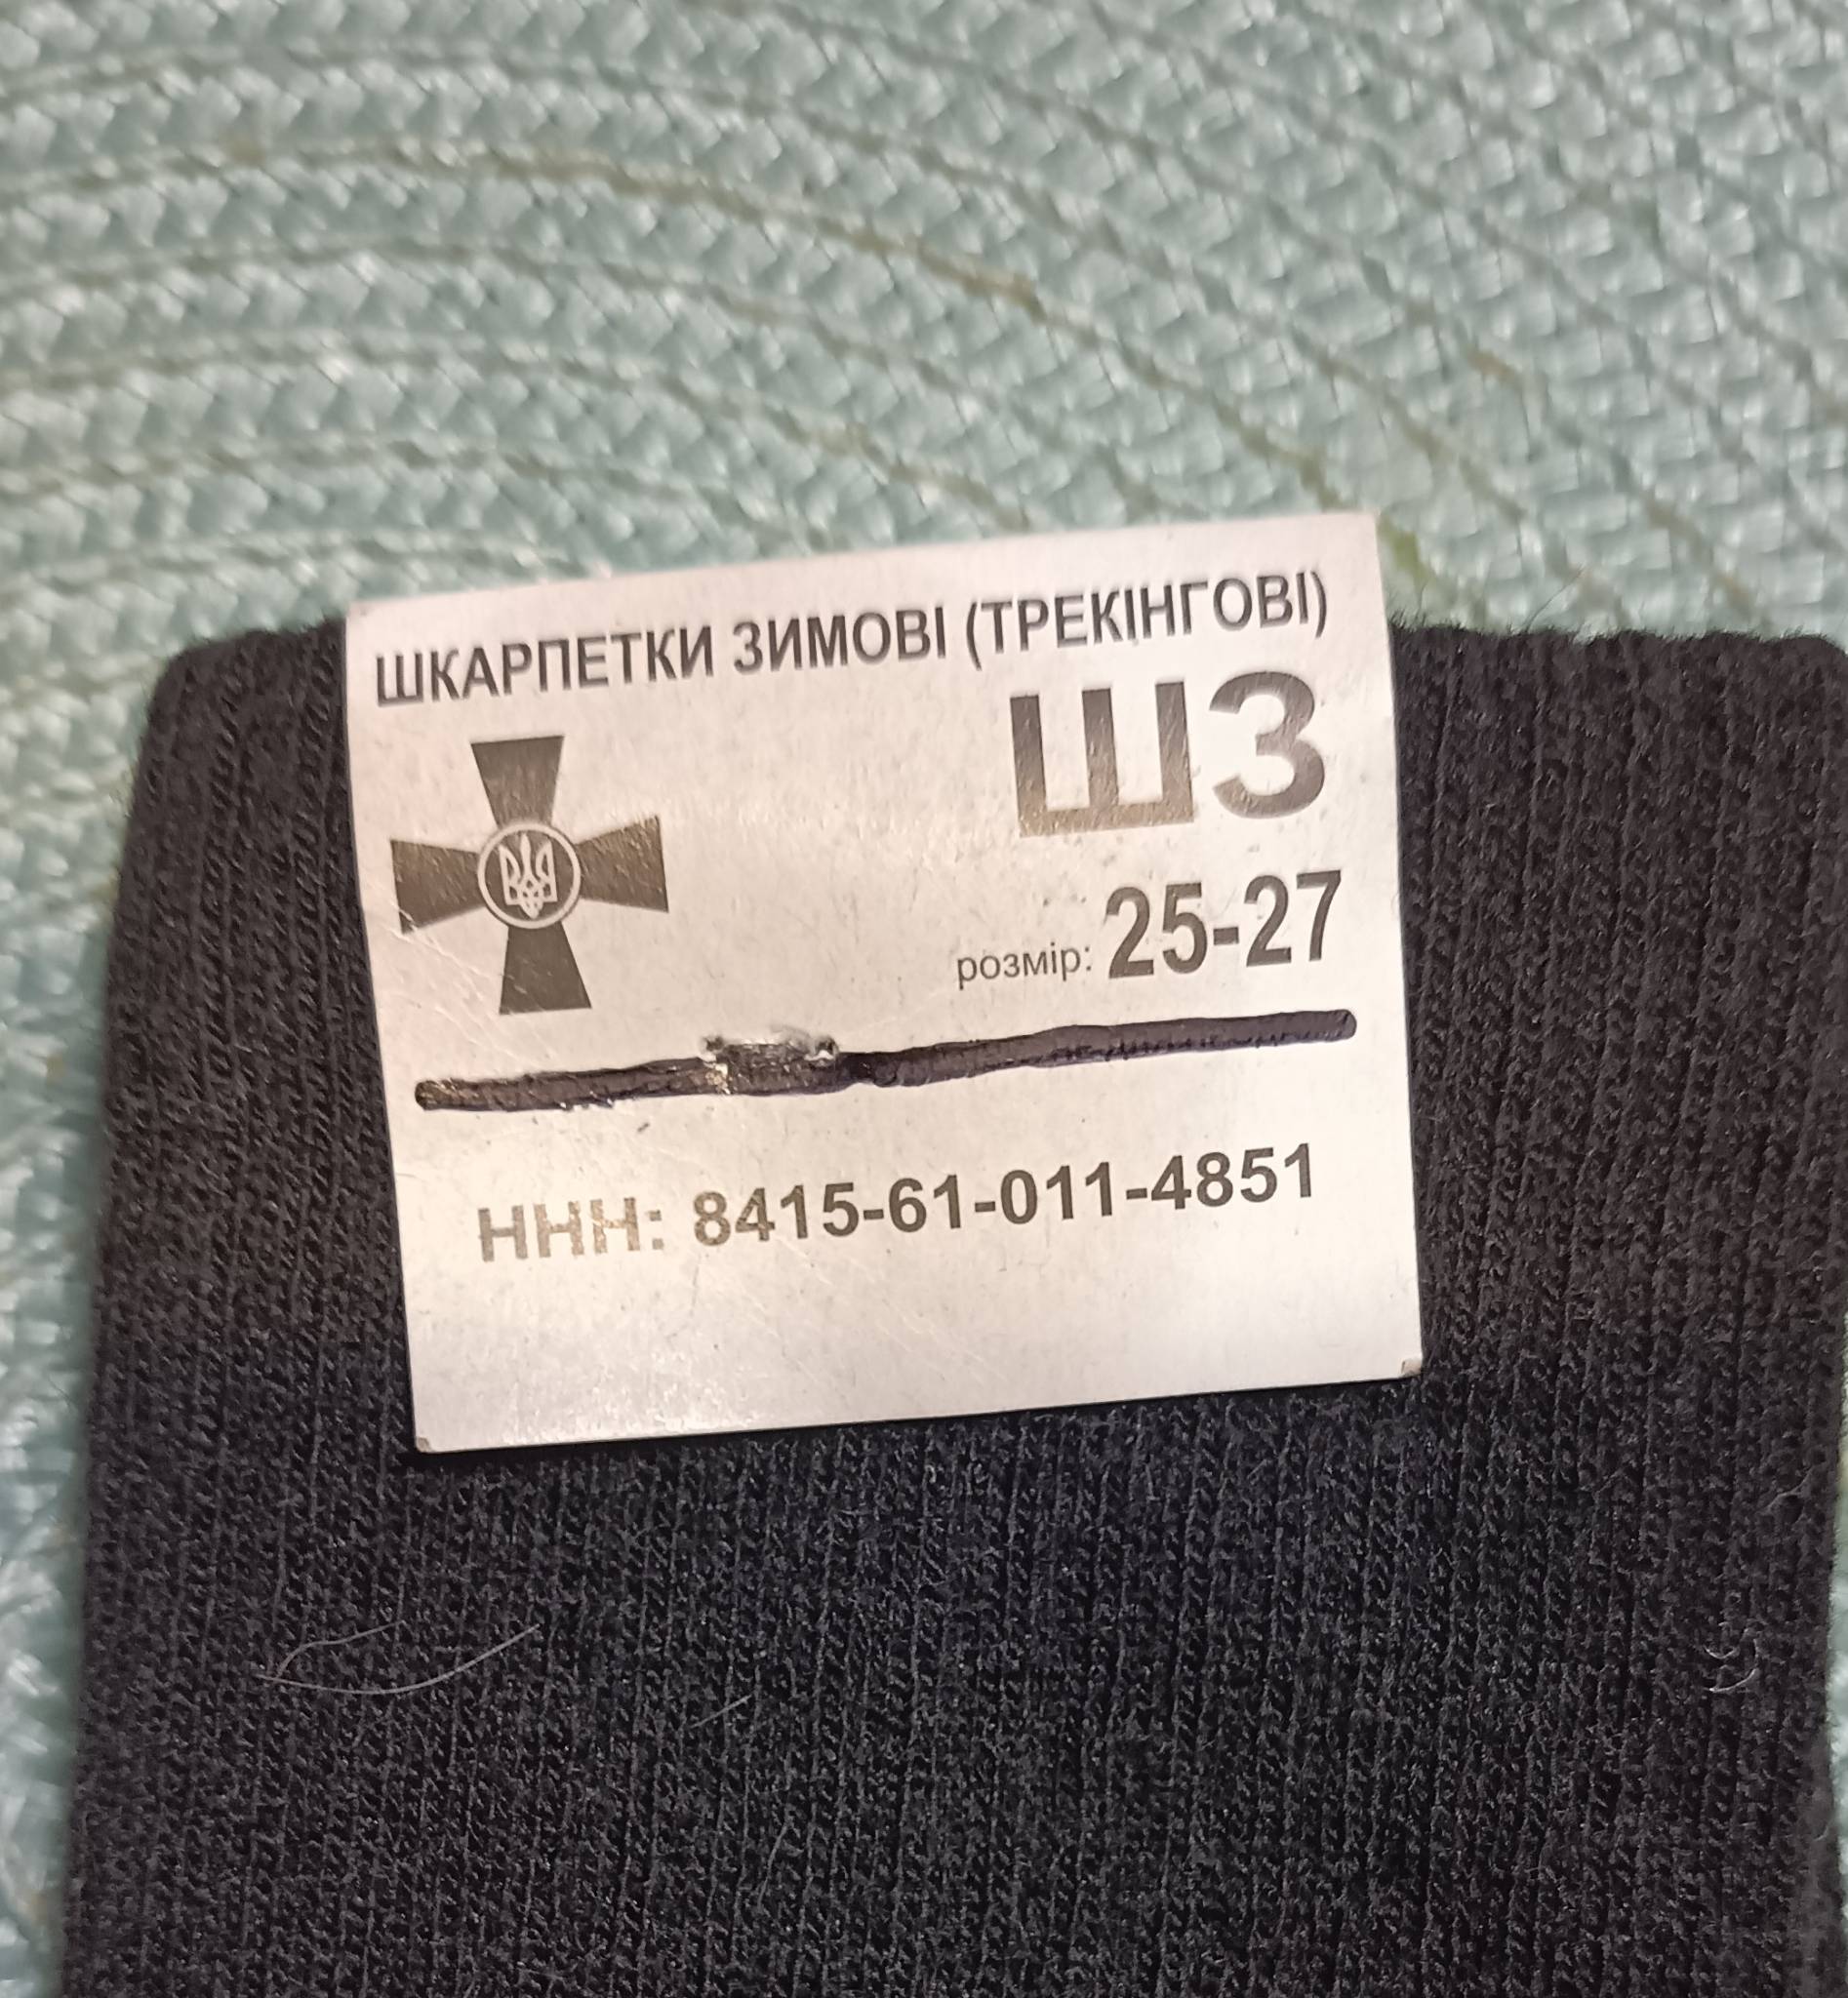 ШКАРПЕТКИ ЗИМОВІ (ТРЕКІНГОВІ)
ШЗ
розмір: 25-27
ННН: 8415-61-011-4851